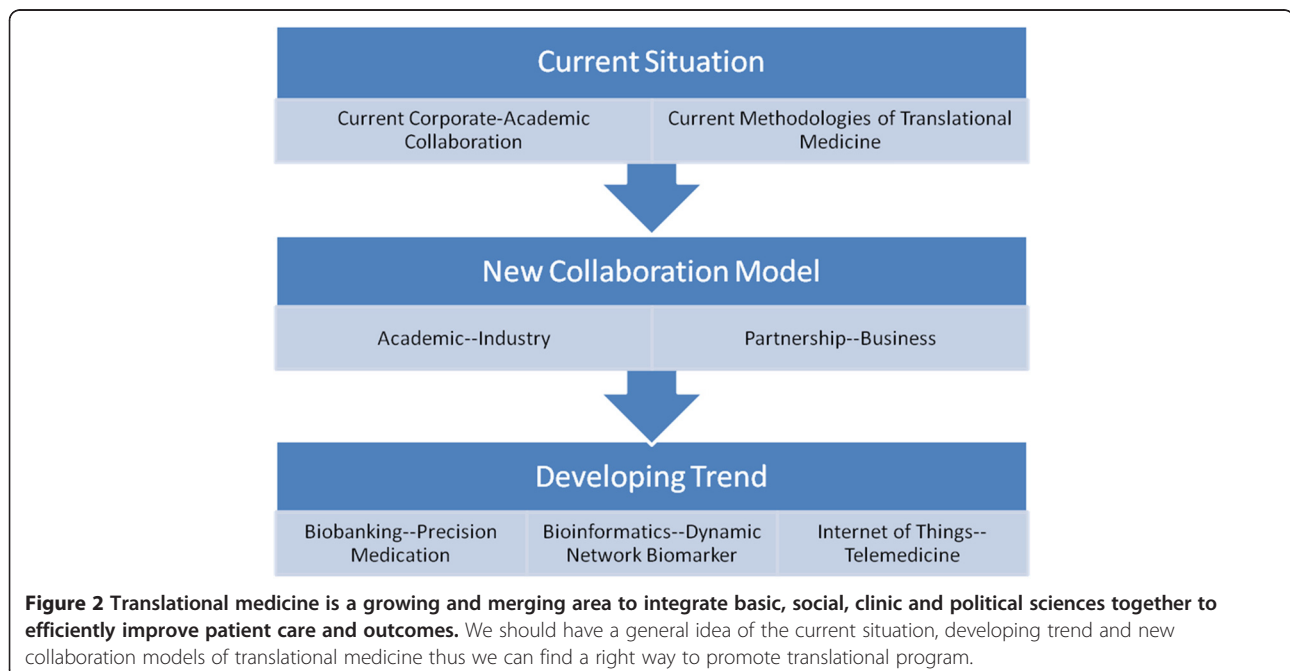 Current Situation
Current Corporate-Academic
Collaboration
Current Methodologies of Translational
Medicine
New Collaboration Model
Academic--Industry
Partnership--Business
Developing Trend
Biobanking--Precision
Medication
Bioinformatics--Dynamic
Network Biomarker
Internet of Things--
Telemedicine
Figure 2 Translational medicine is a growing and merging area to integrate basic, social, clinic and political sciences together to
efficiently improve patient care and outcomes. We should have a general idea of the current situation, developing trend and new
collaboration models of translational medicine thus we can find a right way to promote translational program.